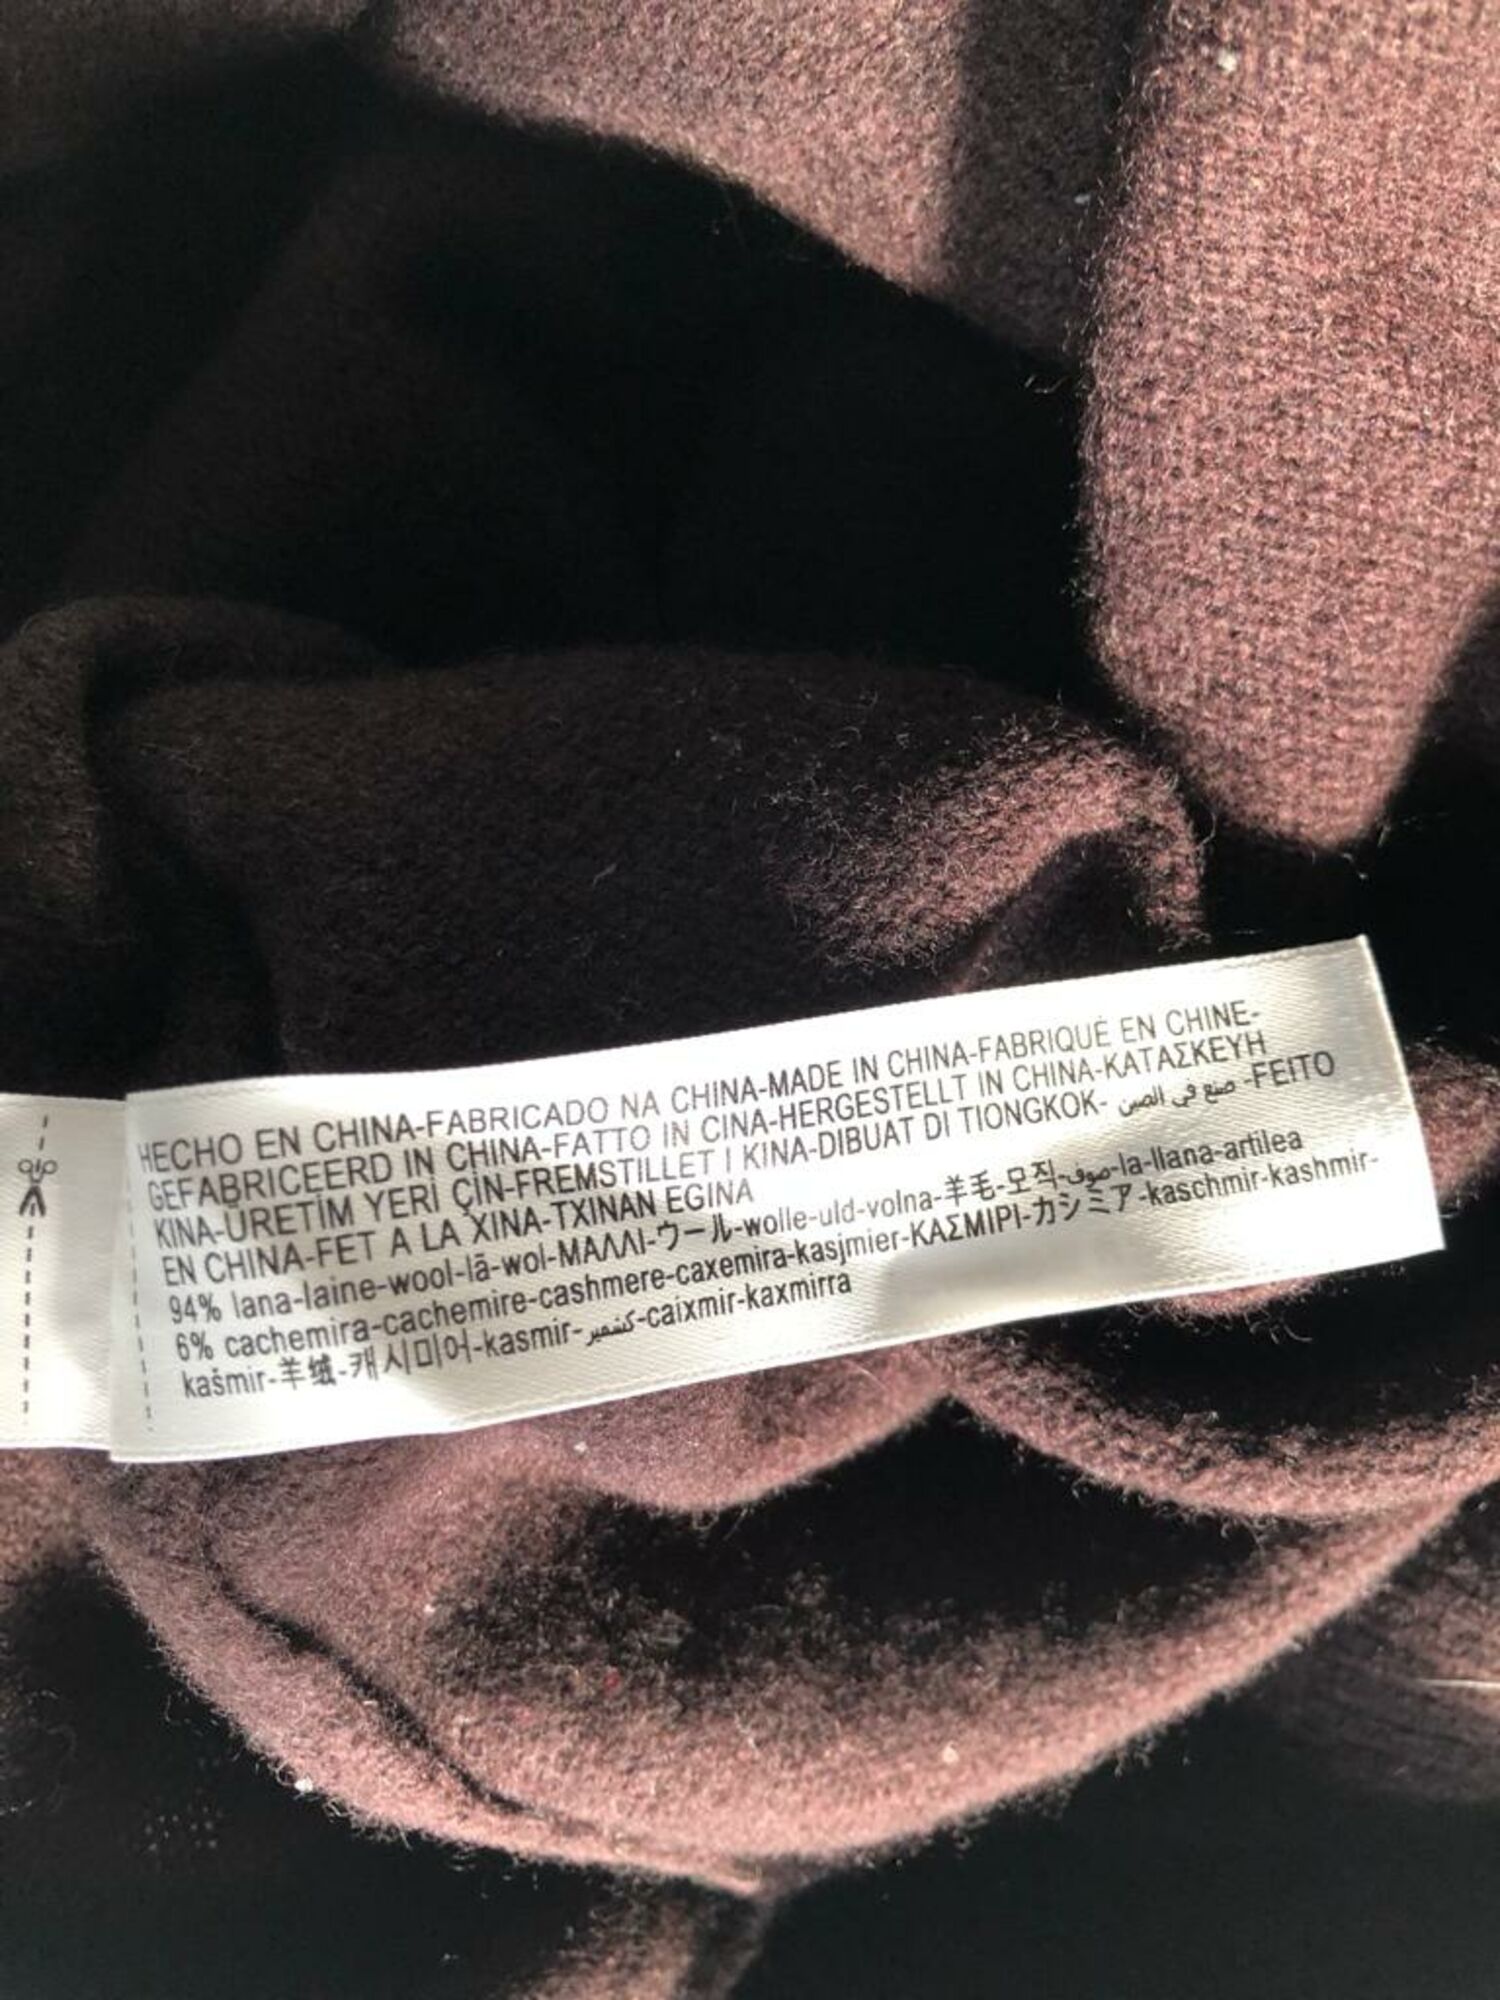 HECHO EN CHINA-FABRICADO NA CHINA-MADE IN CHINA-FABRIQUÉ EN CHINE-
GEFABRICEERD IN CHINA-FATTO IN CINA-HERGESTELLT IN CHINA-ΚΑΤΑΣΚΕΥΗ
KINA-ÜRETİM YERİ ÇİN-FREMSTILLET I KINA-DIBUAT DI TIONGKOK- صنع في الصين -FEITO
EN CHINA-FET A LA XINA-TXINAN EGINA
94% lana-laine-wool-lã-wol-ΜΑΛΛΙ-ウール-wolle-uld-volna-羊毛-모직-صوف-la-llana-artilea
6% cachemira-cachemire-cashmere-caxemira-kasjmier-ΚΑΣΜΙΡΙ-カシミア-kaschmir-kashmir-
kašmir-羊绒-캐시미어-kasmir-كشمير-caixmir-kaxmirra